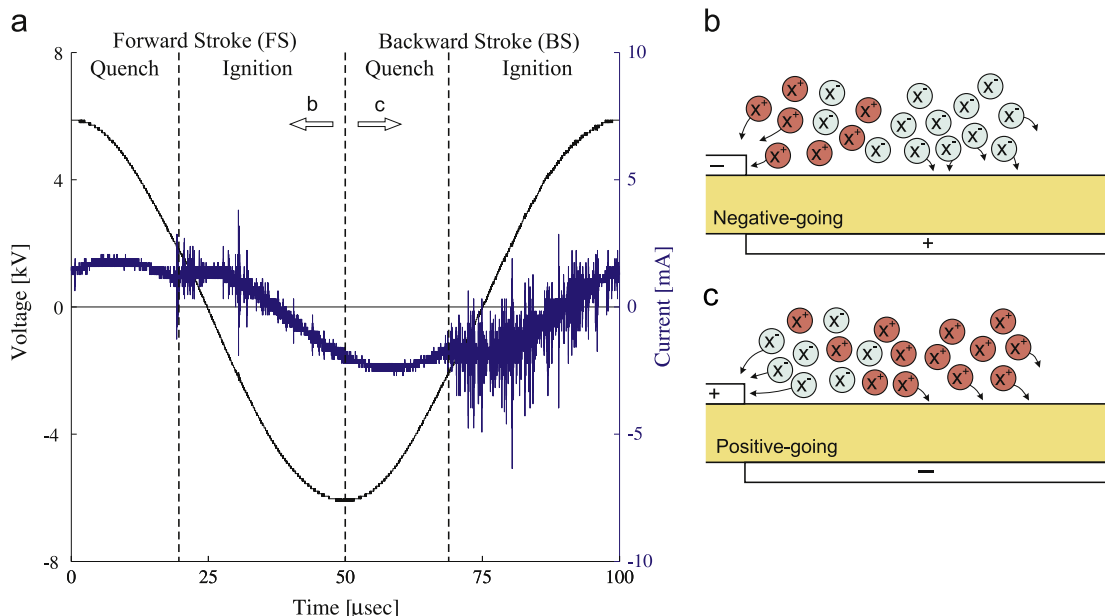 a
Forward Stroke (FS) Backward Stroke (BS)
Quench Ignition Quench Ignition
b c
8
4
0
-4
-8
Voltage [kV]
10
5
0
-5
-10
Current [mA]
0 25 50 75 100
Time [μsec]
b
X+ X+ X- X- X-
X+ X+ X- X+ X- X- X- X-
X+ X+ X+ X- X- X- X- X-
−
Negative-going
+
c
X+ X- X+ X+ X+
X- X- X+ X- X+ X+ X+ X+
X- X- X- X+ X+ X+ X+
+
Positive-going
−